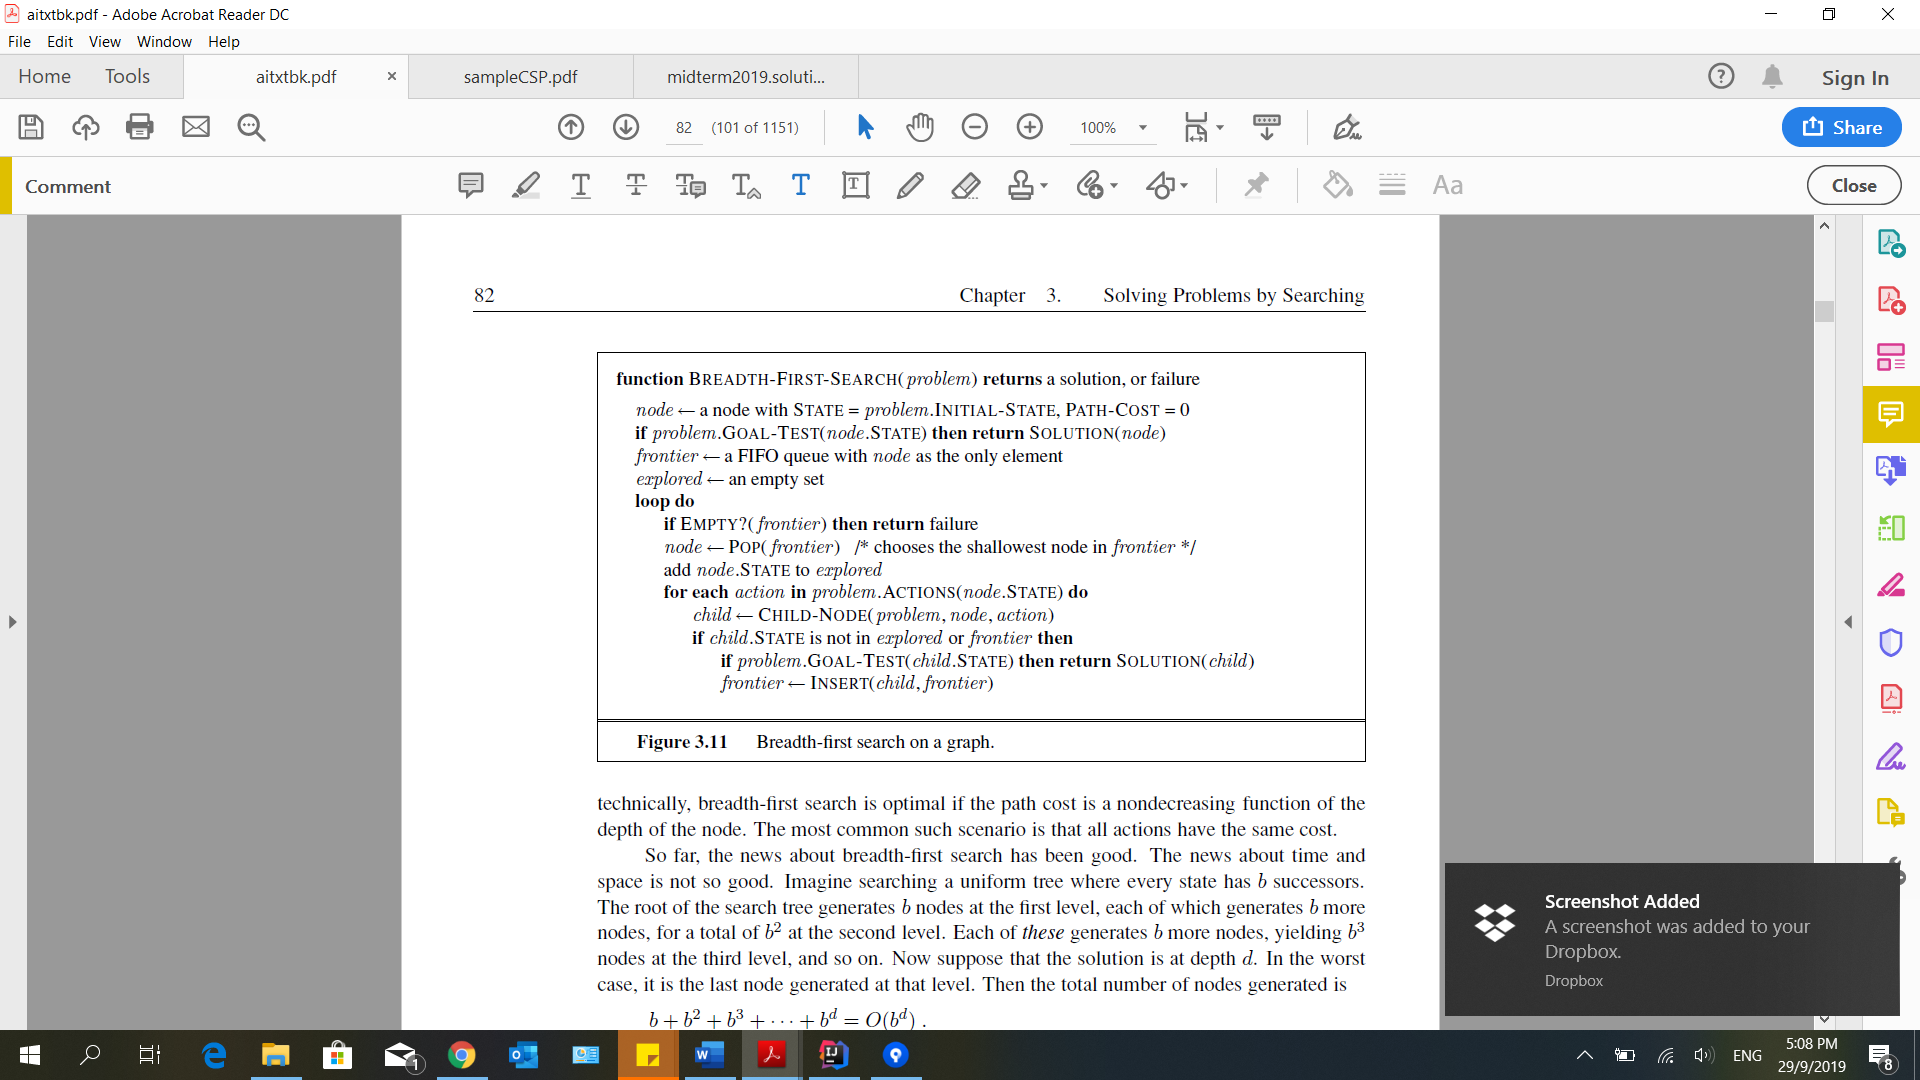 aitxtbk.pdf - Adobe Acrobat Reader DC
File Edit View Window Help
Home Tools aitxtbk.pdf × sampleCSP.pdf midterm2019.soluti... Sign In
82 (101 of 1151) 100% Share
Comment Aa Close
82 Chapter 3. Solving Problems by Searching
function BREADTH-FIRST-SEARCH(problem) returns a solution, or failure
node ← a node with STATE = problem.INITIAL-STATE, PATH-COST = 0
if problem.GOAL-TEST(node.STATE) then return SOLUTION(node)
frontier ← a FIFO queue with node as the only element
explored ← an empty set
loop do
if EMPTY?(frontier) then return failure
node ← POP(frontier) /* chooses the shallowest node in frontier */
add node.STATE to explored
for each action in problem.ACTIONS(node.STATE) do
child ← CHILD-NODE(problem, node, action)
if child.STATE is not in explored or frontier then
if problem.GOAL-TEST(child.STATE) then return SOLUTION(child)
frontier ← INSERT(child, frontier)
Figure 3.11 Breadth-first search on a graph.
technically, breadth-first search is optimal if the path cost is a nondecreasing function of the
depth of the node. The most common such scenario is that all actions have the same cost.
So far, the news about breadth-first search has been good. The news about time and
space is not so good. Imagine searching a uniform tree where every state has b successors.
The root of the search tree generates b nodes at the first level, each of which generates b more
nodes, for a total of b² at the second level. Each of these generates b more nodes, yielding b³
nodes at the third level, and so on. Now suppose that the solution is at depth d. In the worst
case, it is the last node generated at that level. Then the total number of nodes generated is
b + b² + b³ + · · · + bᵈ = O(bᵈ) .
Screenshot Added
A screenshot was added to your
Dropbox.
Dropbox
1
ENG
5:08 PM
29/9/2019
8